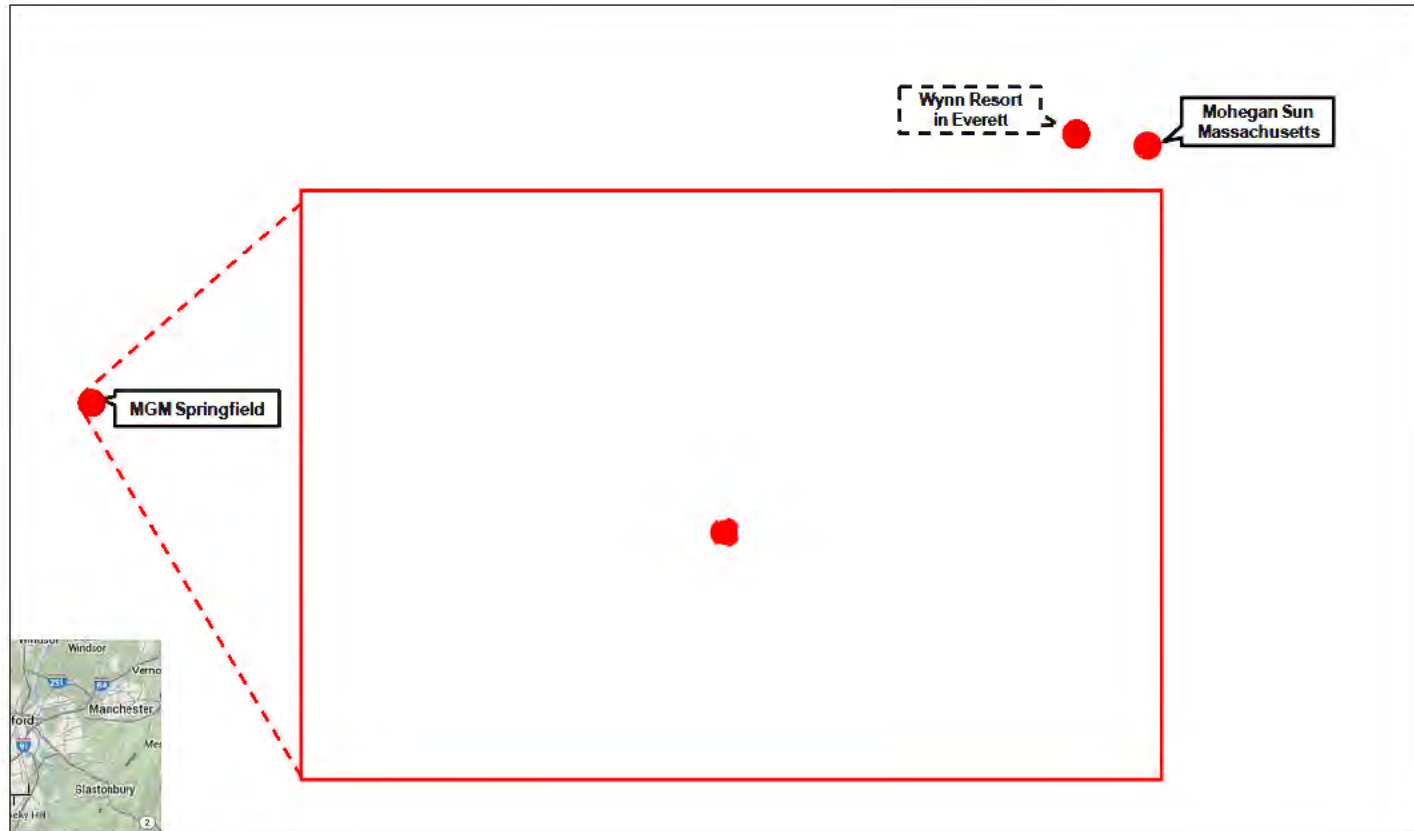 Wynn Resort
in Everett
Mohegan Sun
Massachusetts
MGM Springfield
Windsor
Windsor
Verno
291
84
Manchester
ford
91
Glastonbury
2